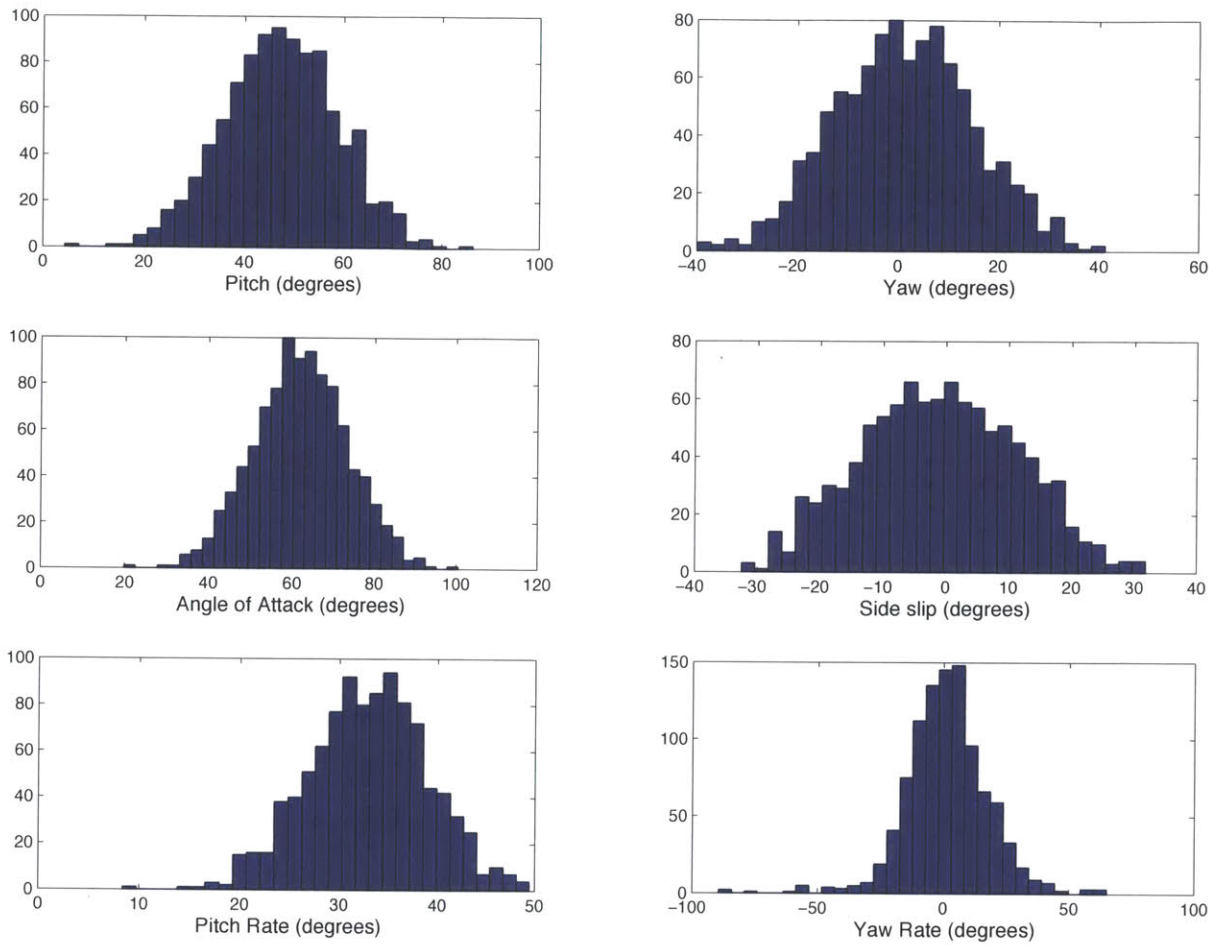 100
80
60
40
20
0
0 20 40 60 80 100
Pitch (degrees)
80
60
40
20
0
−40 −20 0 20 40 60
Yaw (degrees)
100
80
60
40
20
0
0 20 40 60 80 100 120
Angle of Attack (degrees)
80
60
40
20
0
−40 −30 −20 −10 0 10 20 30 40
Side slip (degrees)
100
80
60
40
20
0
0 10 20 30 40 50
Pitch Rate (degrees)
150
100
50
0
−100 −50 0 50 100
Yaw Rate (degrees)